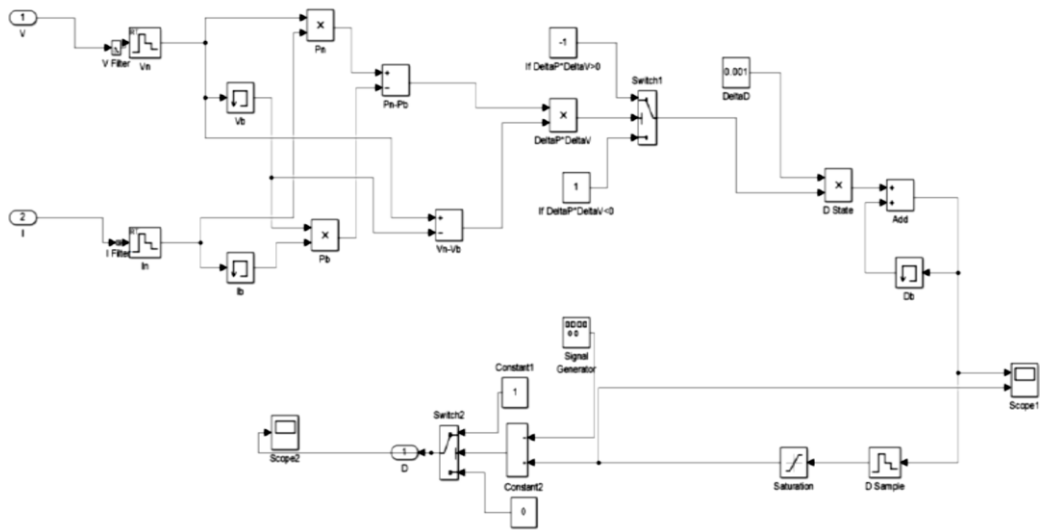 1
V
V Filter
RT
Vn
Vb
×
Pn
+
−
Pn-Pb
-1
If DeltaP*DeltaV>0
×
DeltaP*DeltaV
Switch1
0.001
DeltaD
1
If DeltaP*DeltaV<0
×
D State
+
+
Add
2
I
I Filter
RT
In
Ib
×
Pb
+
−
Vn-Vb
Db
Signal
Generator
Constant1
1
Scope1
Switch2
Scope2
1
D
Constant2
0
Saturation
D Sample